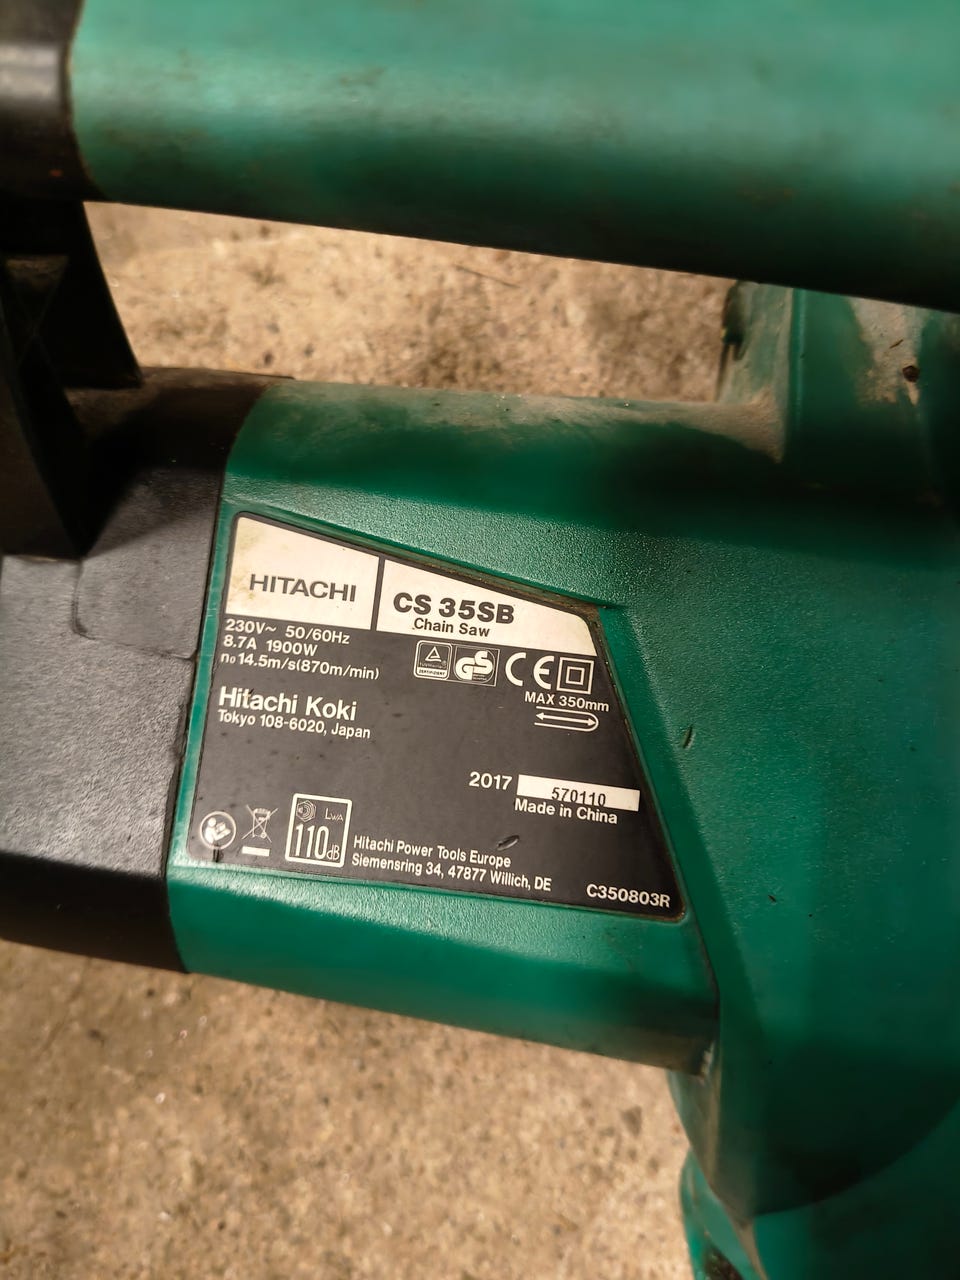 HITACHI
CS 35SB
Chain Saw
230V~ 50/60Hz
8.7A 1900W
n₀ 14.5m/s(870m/min)
GS
CE
MAX 350mm
Hitachi Koki
Tokyo 108-6020, Japan
2017 570110
Made in China
LWA
110dB
Hitachi Power Tools Europe
Siemensring 34, 47877 Willich, DE
C350803R